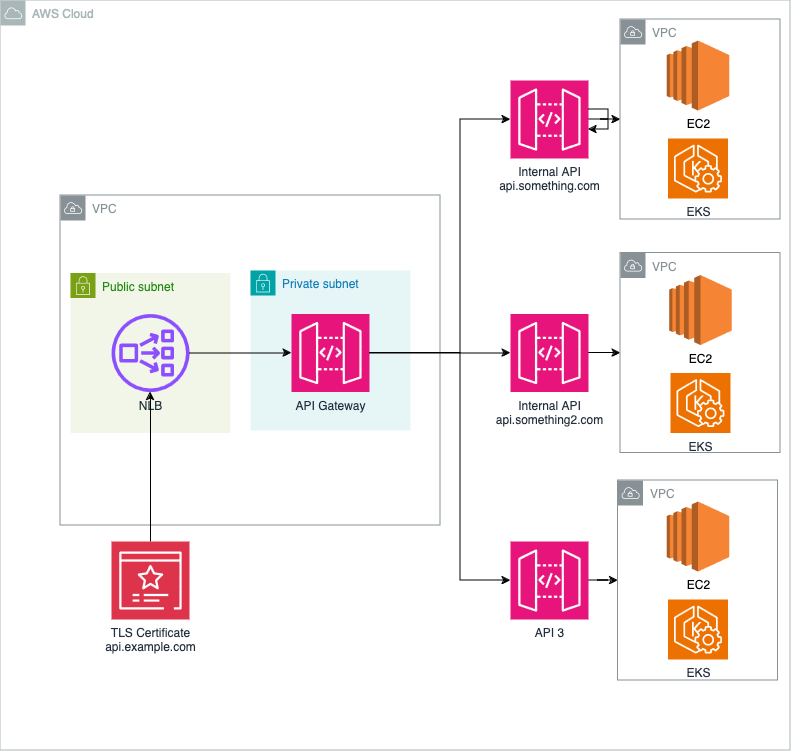 AWS Cloud
VPC
EC2
EKS
Internal API
api.something.com
VPC
Public subnet
Private subnet
NLB
API Gateway
VPC
EC2
EKS
Internal API
api.something2.com
VPC
EC2
EKS
API 3
TLS Certificate
api.example.com